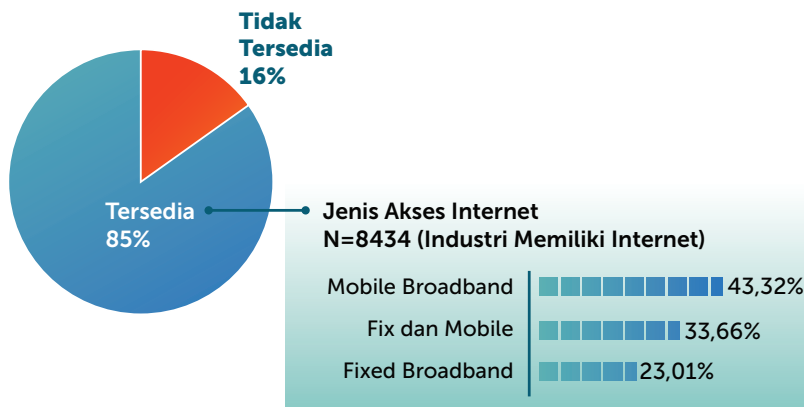 Tidak
Tersedia
16%
Tersedia
85%
Jenis Akses Internet
N=8434 (Industri Memiliki Internet)
Mobile Broadband 43,32%
Fix dan Mobile 33,66%
Fixed Broadband 23,01%